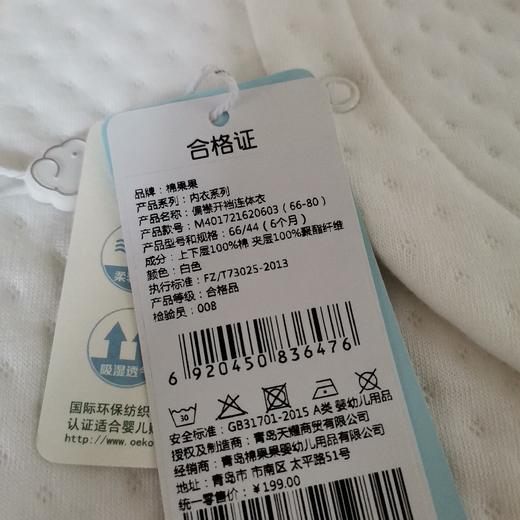 合格证
品牌：棉果果
产品系列：内衣系列
产品名称：偏襟开裆连体衣
产品款号：M401721620603（66-80）
产品型号和规格：66/44（6个月）
成分：上下层100%棉 夹层100%聚酯纤维
颜色：白色
执行标准：FZ/T73025-2013
产品等级：合格品
检验员：008
6 920450 836476
30
安全标准：GB31701-2015 A类 婴幼儿用品
授权及制造商：青岛天耀商贸有限公司
经销商：青岛棉果果婴幼儿用品有限公司
地址：青岛市 市南区 太平路51号
统一零售价：¥199.00
柔
吸湿透气
国际环保纺织
认证适合婴儿
http://www.oeko